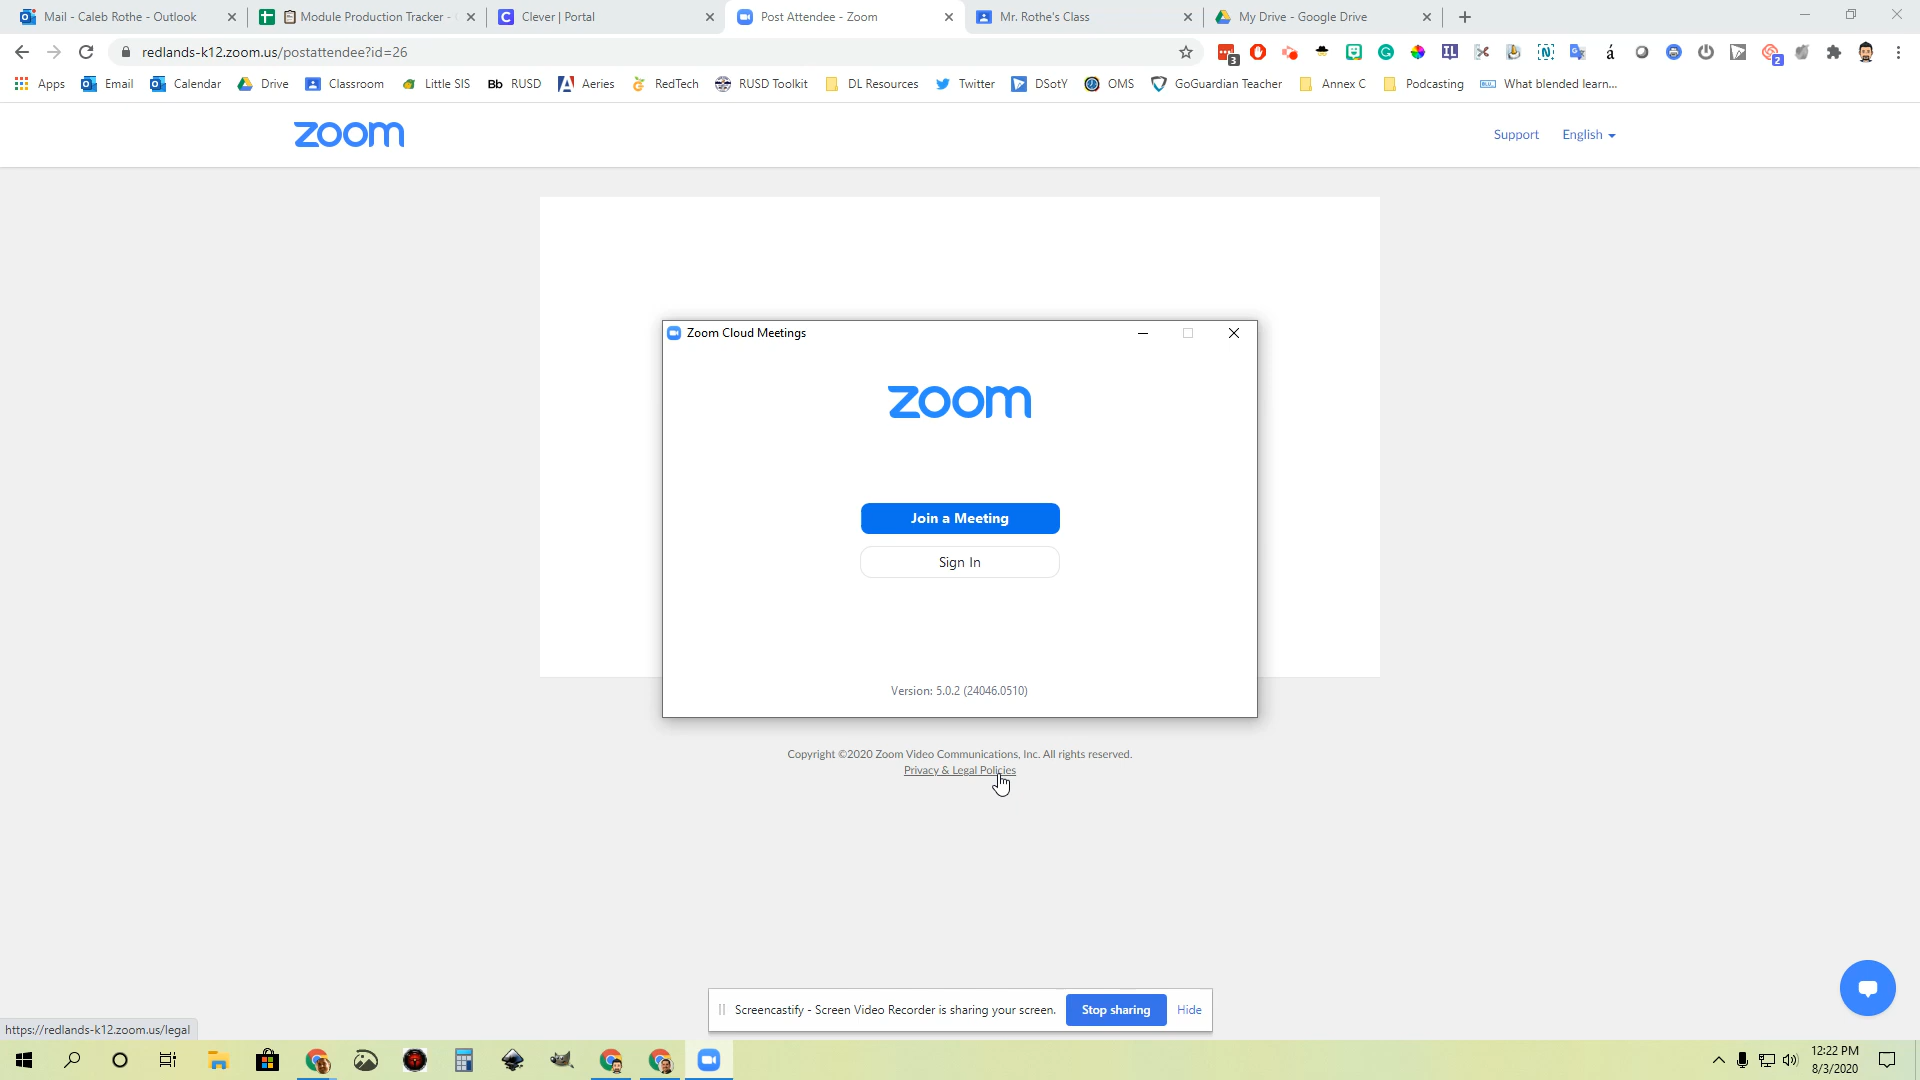 Mail - Caleb Rothe - Outlook
Module Production Tracker -
Clever | Portal
Post Attendee - Zoom
Mr. Rothe's Class
My Drive - Google Drive
redlands-k12.zoom.us/postattendee?id=26
3
2
Apps
Email
Calendar
Drive
Classroom
Little SIS
Bb RUSD
Aeries
RedTech
RUSD Toolkit
DL Resources
Twitter
DSotY
OMS
GoGuardian Teacher
Annex C
Podcasting
What blended learn...
zoom
Support
English
Zoom Cloud Meetings
zoom
Join a Meeting
Sign In
Version: 5.0.2 (24046.0510)
Copyright ©2020 Zoom Video Communications, Inc. All rights reserved.
Privacy & Legal Policies
Screencastify - Screen Video Recorder is sharing your screen.
Stop sharing
Hide
https://redlands-k12.zoom.us/legal
12:22 PM
8/3/2020